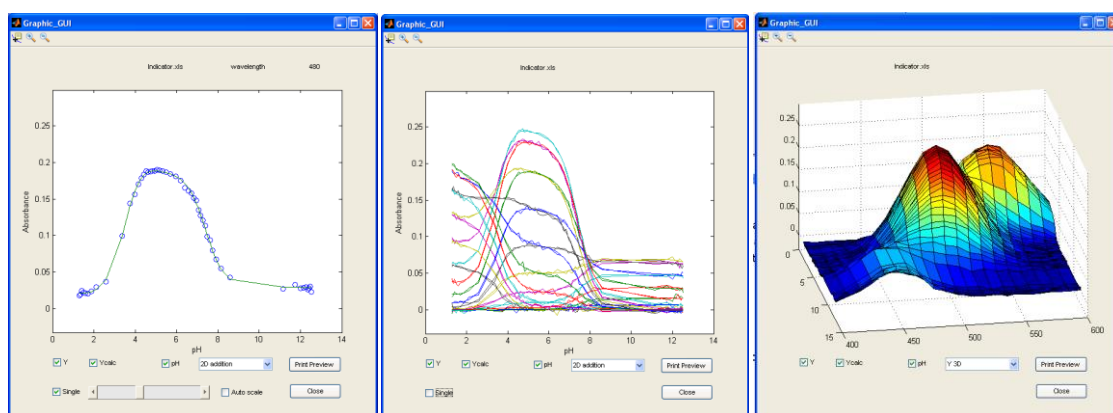 Graphic_GUI
Indicator.xls wavelength 480
0.25
0.2
0.15
0.1
0.05
0
Absorbance
0 2 4 6 8 10 12 14
pH
Y Ycalc pH 2D addition Print Preview
Single Auto scale Close
Graphic_GUI
Indicator.xls
0.25
0.2
0.15
0.1
0.05
0
Absorbance
0 2 4 6 8 10 12 14
pH
Y Ycalc pH 2D addition Print Preview
Single Close
Graphic_GUI
Indicator.xls
0.25
0.2
0.15
0.1
0.05
0
0
5
10
15
400 450 500 550 600
Y Ycalc pH Y 3D Print Preview
Close